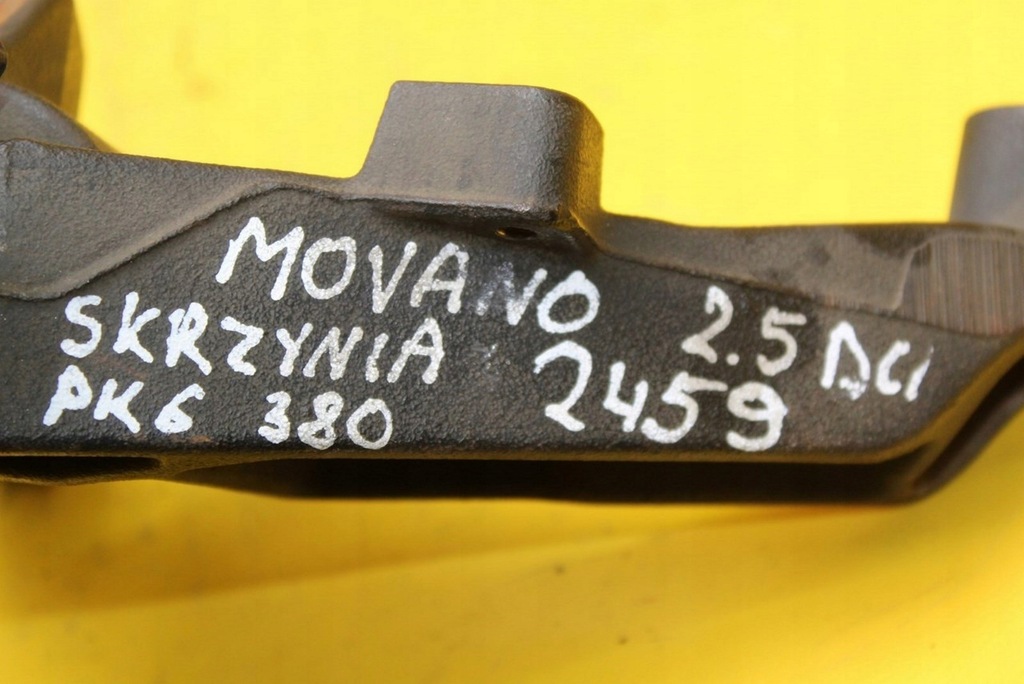 MOVANO 2.5 DCI
SKRZYNIA 2459
PK6 380